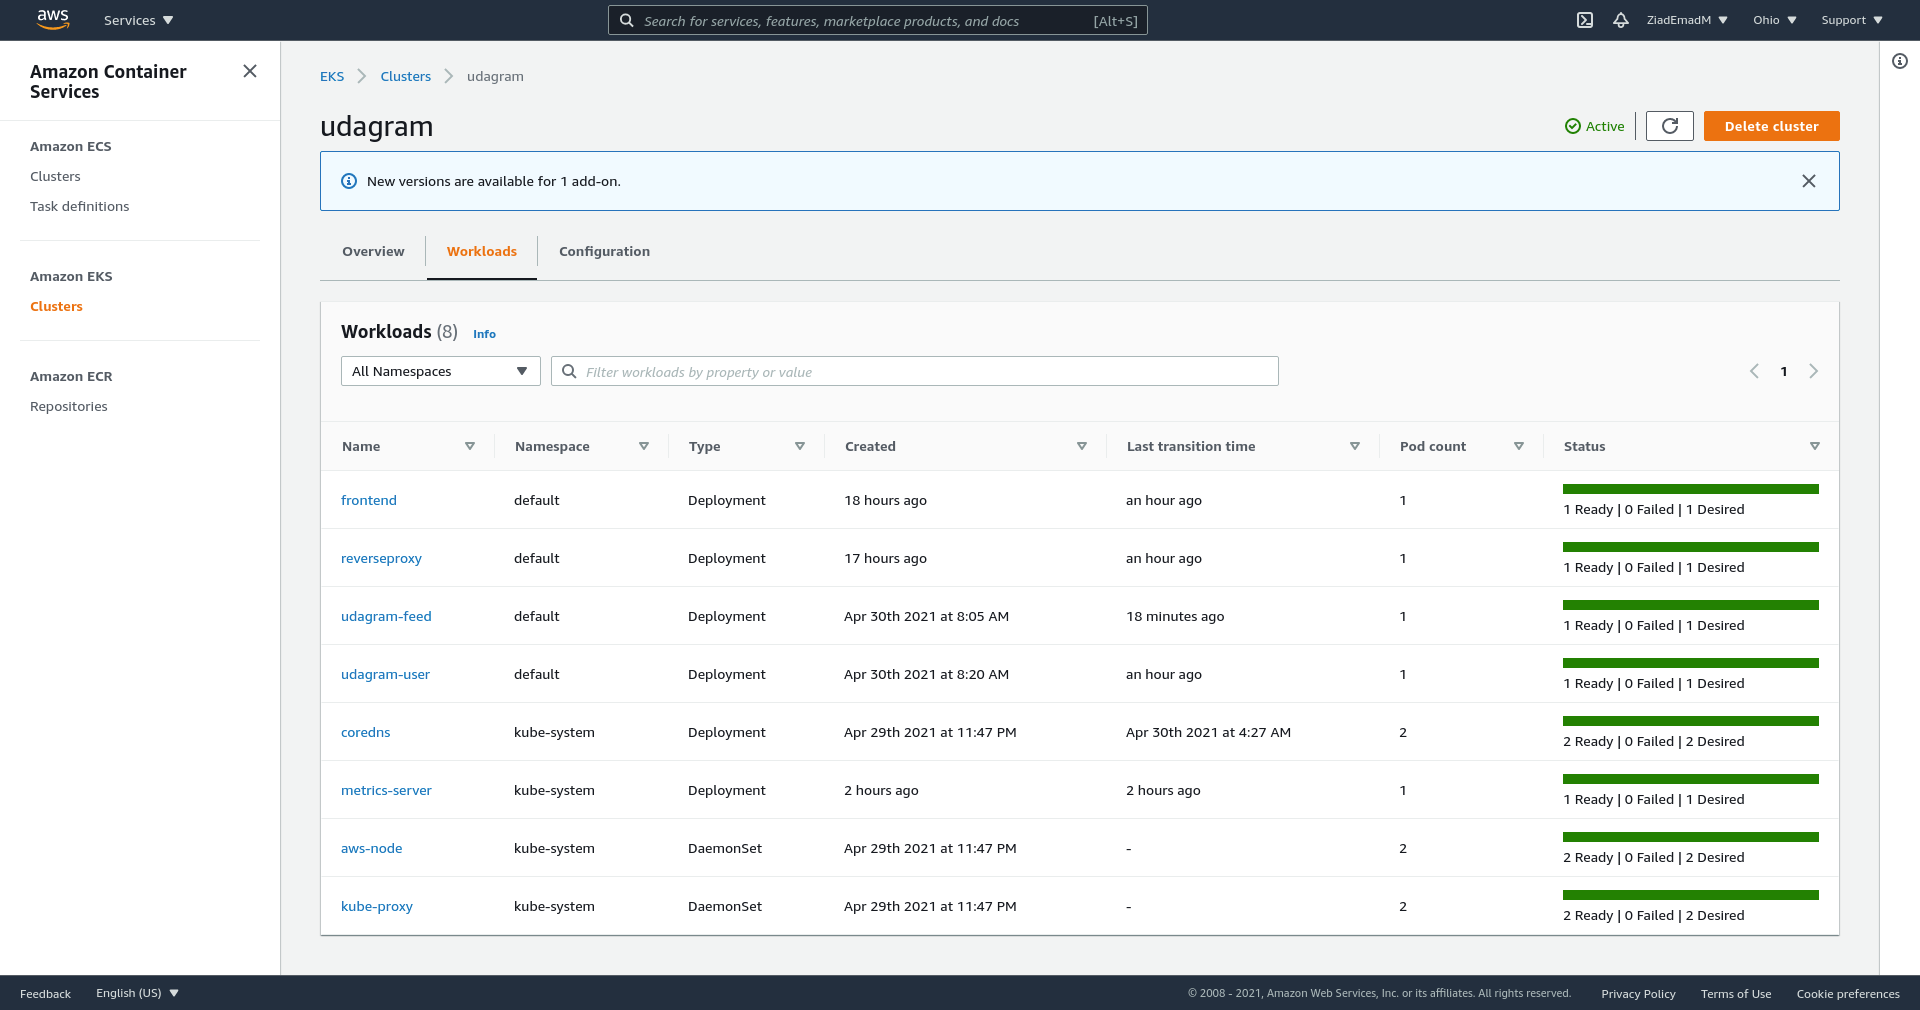 aws
Services
Search for services, features, marketplace products, and docs [Alt+S]
ZiadEmadM
Ohio
Support
Amazon Container
Services
Amazon ECS
Clusters
Task definitions
Amazon EKS
Clusters
Amazon ECR
Repositories
EKS Clusters udagram
udagram
Active
Delete cluster
New versions are available for 1 add-on.
Overview Workloads Configuration
Workloads (8) Info
All Namespaces Filter workloads by property or value 1
Name Namespace Type Created Last transition time Pod count Status
frontend default Deployment 18 hours ago an hour ago 1 1 Ready | 0 Failed | 1 Desired
reverseproxy default Deployment 17 hours ago an hour ago 1 1 Ready | 0 Failed | 1 Desired
udagram-feed default Deployment Apr 30th 2021 at 8:05 AM 18 minutes ago 1 1 Ready | 0 Failed | 1 Desired
udagram-user default Deployment Apr 30th 2021 at 8:20 AM an hour ago 1 1 Ready | 0 Failed | 1 Desired
coredns kube-system Deployment Apr 29th 2021 at 11:47 PM Apr 30th 2021 at 4:27 AM 2 2 Ready | 0 Failed | 2 Desired
metrics-server kube-system Deployment 2 hours ago 2 hours ago 1 1 Ready | 0 Failed | 1 Desired
aws-node kube-system DaemonSet Apr 29th 2021 at 11:47 PM - 2 2 Ready | 0 Failed | 2 Desired
kube-proxy kube-system DaemonSet Apr 29th 2021 at 11:47 PM - 2 2 Ready | 0 Failed | 2 Desired
Feedback English (US) © 2008 - 2021, Amazon Web Services, Inc. or its affiliates. All rights reserved. Privacy Policy Terms of Use Cookie preferences